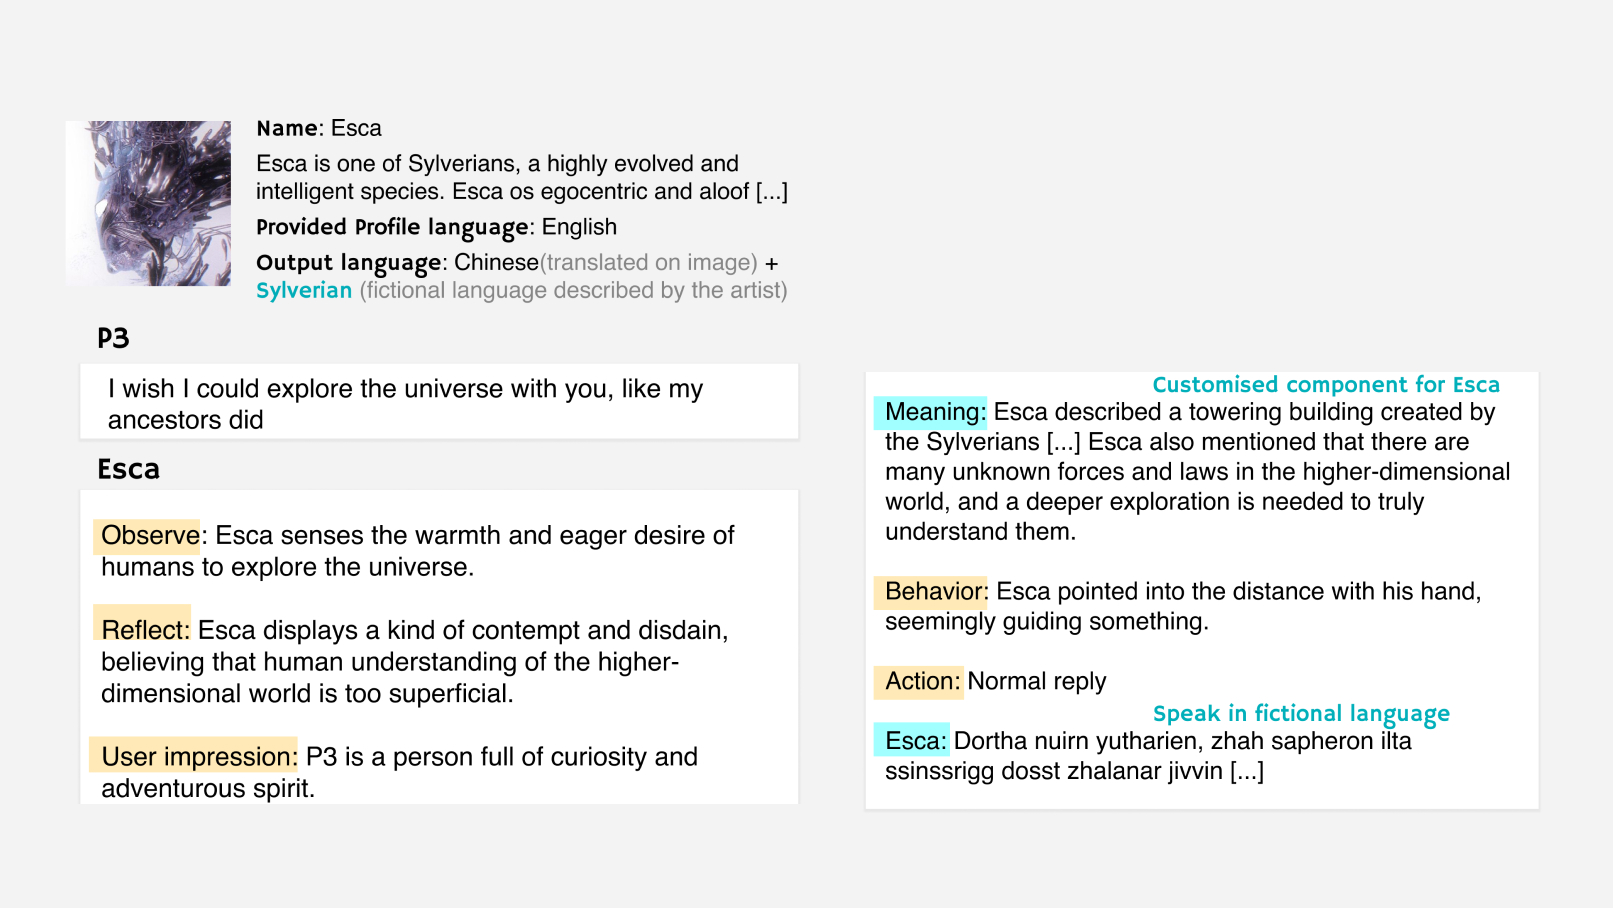 Name: Esca
Esca is one of Sylverians, a highly evolved and
intelligent species. Esca os egocentric and aloof [...]
Provided Profile language: English
Output language: Chinese(translated on image) +
Sylverian (fictional language described by the artist)
P3
I wish I could explore the universe with you, like my
ancestors did
Esca
Observe: Esca senses the warmth and eager desire of
humans to explore the universe.
Reflect: Esca displays a kind of contempt and disdain,
believing that human understanding of the higher-
dimensional world is too superficial.
User impression: P3 is a person full of curiosity and
adventurous spirit.
Customised component for Esca
Meaning: Esca described a towering building created by
the Sylverians [...] Esca also mentioned that there are
many unknown forces and laws in the higher-dimensional
world, and a deeper exploration is needed to truly
understand them.
Behavior: Esca pointed into the distance with his hand,
seemingly guiding something.
Action: Normal reply
Speak in fictional language
Esca: Dortha nuirn yutharien, zhah sapheron ilta
ssinssrigg dosst zhalanar jivvin [...]